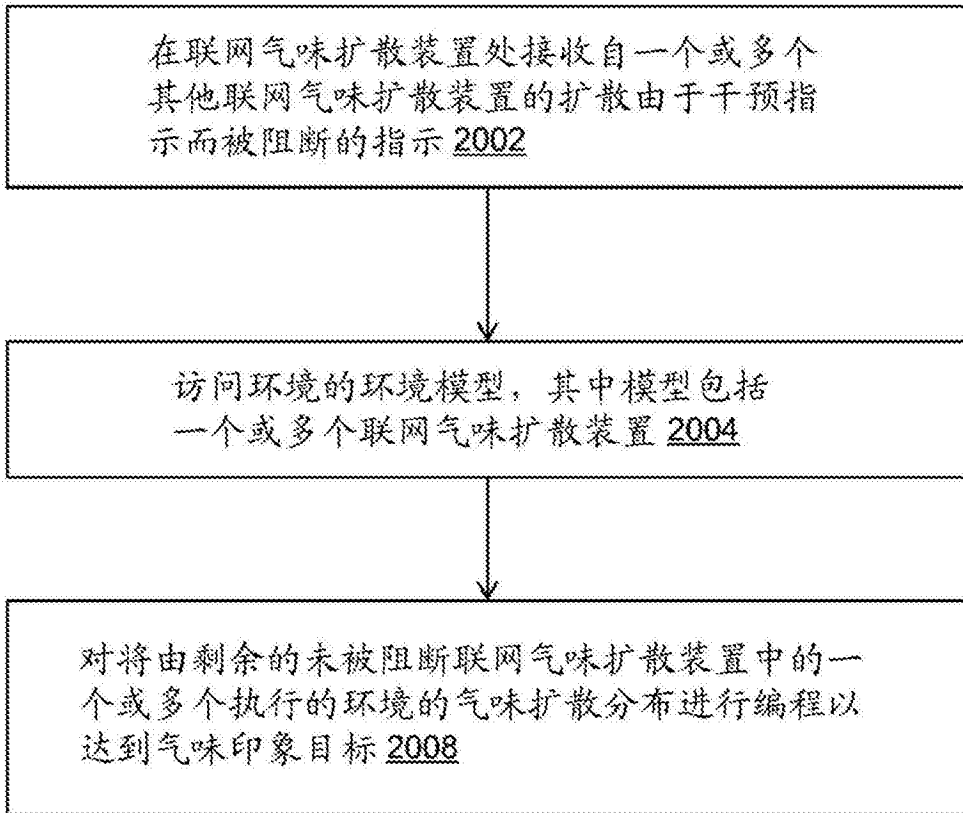 在联网气味扩散装置处接收自一个或多个
其他联网气味扩散装置的扩散由于干预指
示而被阻断的指示 2002
访问环境的环境模型，其中模型包括
一个或多个联网气味扩散装置 2004
对将由剩余的未被阻断联网气味扩散装置中的一
个或多个执行的环境的气味扩散分布进行编程以
达到气味印象目标 2008